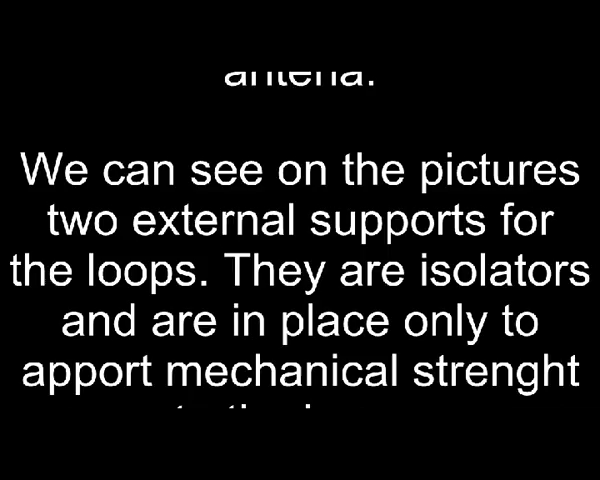 antena.
We can see on the pictures
two external supports for
the loops. They are isolators
and are in place only to
apport mechanical strenght